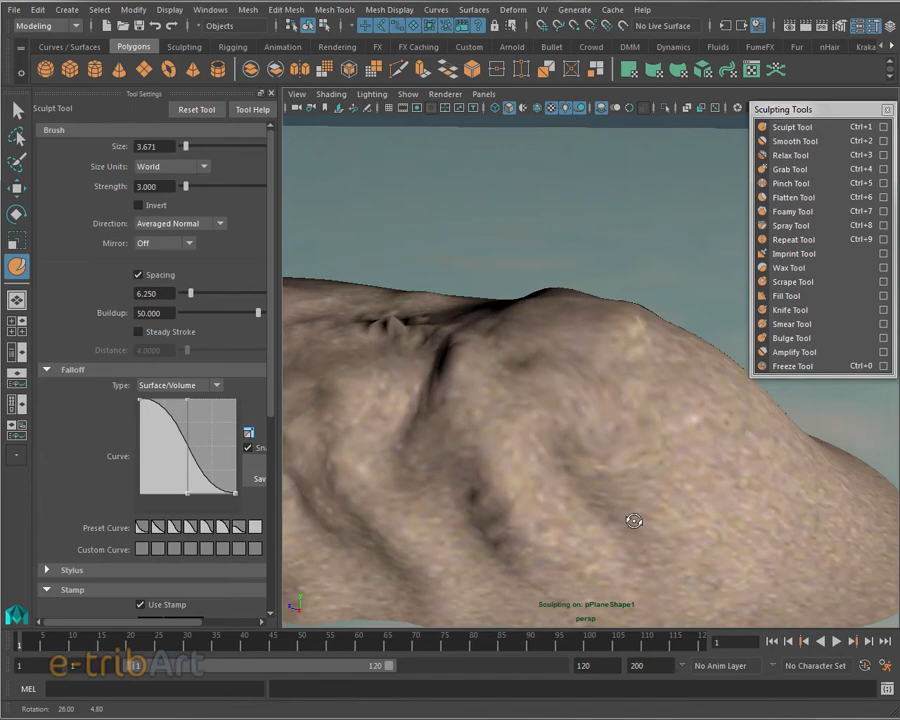 File Edit Create Select Modify Display Windows Mesh Edit Mesh Mesh Tools Mesh Display Curves Surfaces Deform UV Generate Cache Help
Modeling Objects No Live Surface
Curves / Surfaces Polygons Sculpting Rigging Animation Rendering FX FX Caching Custom Arnold Bullet Crowd DMM Dynamics Fluids FumeFX Fur nHair Kraka
Tool Settings
Sculpt Tool Reset Tool Tool Help
Brush
Size: 3.671
Size Units: World
Strength: 3.000
Invert
Direction: Averaged Normal
Mirror: Off
Spacing
6.250
Buildup: 50.000
Steady Stroke
Distance: 4.0000
Falloff
Type: Surface/Volume
Curve: Sna
Sav
Preset Curve:
Custom Curve:
Stylus
Stamp
Use Stamp
View Shading Lighting Show Renderer Panels
Sculpting Tools
Sculpt Tool Ctrl+1
Smooth Tool Ctrl+2
Relax Tool Ctrl+3
Grab Tool Ctrl+4
Pinch Tool Ctrl+5
Flatten Tool Ctrl+6
Foamy Tool Ctrl+7
Spray Tool Ctrl+8
Repeat Tool Ctrl+9
Imprint Tool
Wax Tool
Scrape Tool
Fill Tool
Knife Tool
Smear Tool
Bulge Tool
Amplify Tool
Freeze Tool Ctrl+0
Sculpting on: pPlaneShape1
persp
5 10 15 20 25 30 35 40 45 50 55 60 65 70 75 80 85 90 95 100 105 110 115 12
1
1 1 1 120 120 200 No Anim Layer No Character Set
e-tribArt
MEL
Rotation: 26.00 4.80